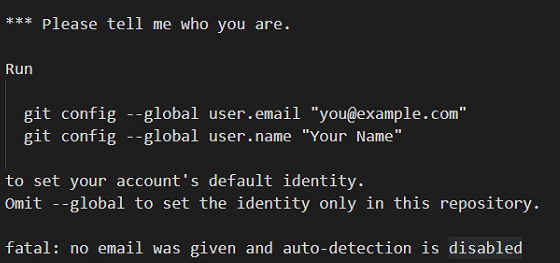 *** Please tell me who you are.
Run
git config --global user.email "you@example.com"
git config --global user.name "Your Name"
to set your account's default identity.
Omit --global to set the identity only in this repository.
fatal: no email was given and auto-detection is disabled